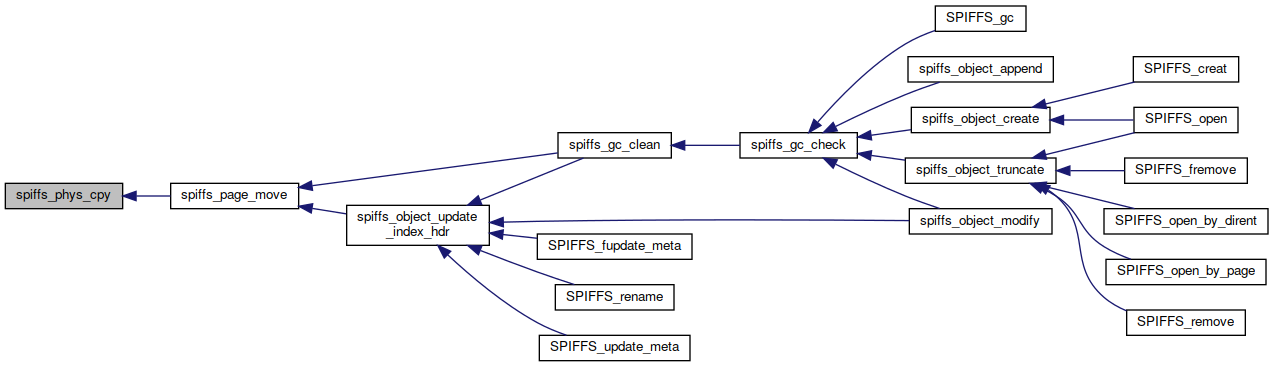 SPIFFS_gc
spiffs_object_append
SPIFFS_creat
spiffs_object_create
SPIFFS_open
spiffs_gc_clean
spiffs_gc_check
spiffs_object_truncate
SPIFFS_fremove
spiffs_phys_cpy
spiffs_page_move
spiffs_object_update
_index_hdr
spiffs_object_modify
SPIFFS_open_by_dirent
SPIFFS_fupdate_meta
SPIFFS_open_by_page
SPIFFS_rename
SPIFFS_remove
SPIFFS_update_meta